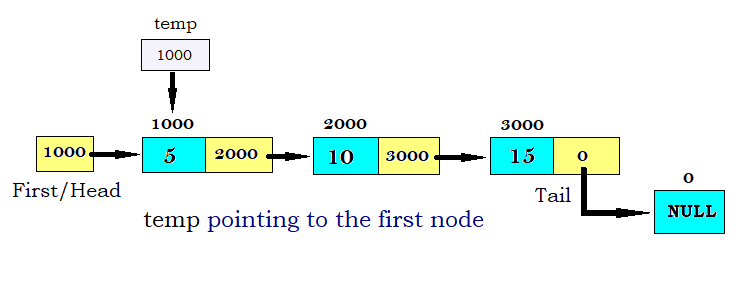 temp
1000
1000 2000 3000
1000 5 2000 10 3000 15 0
First/Head
Tail
0
NULL
temp pointing to the first node